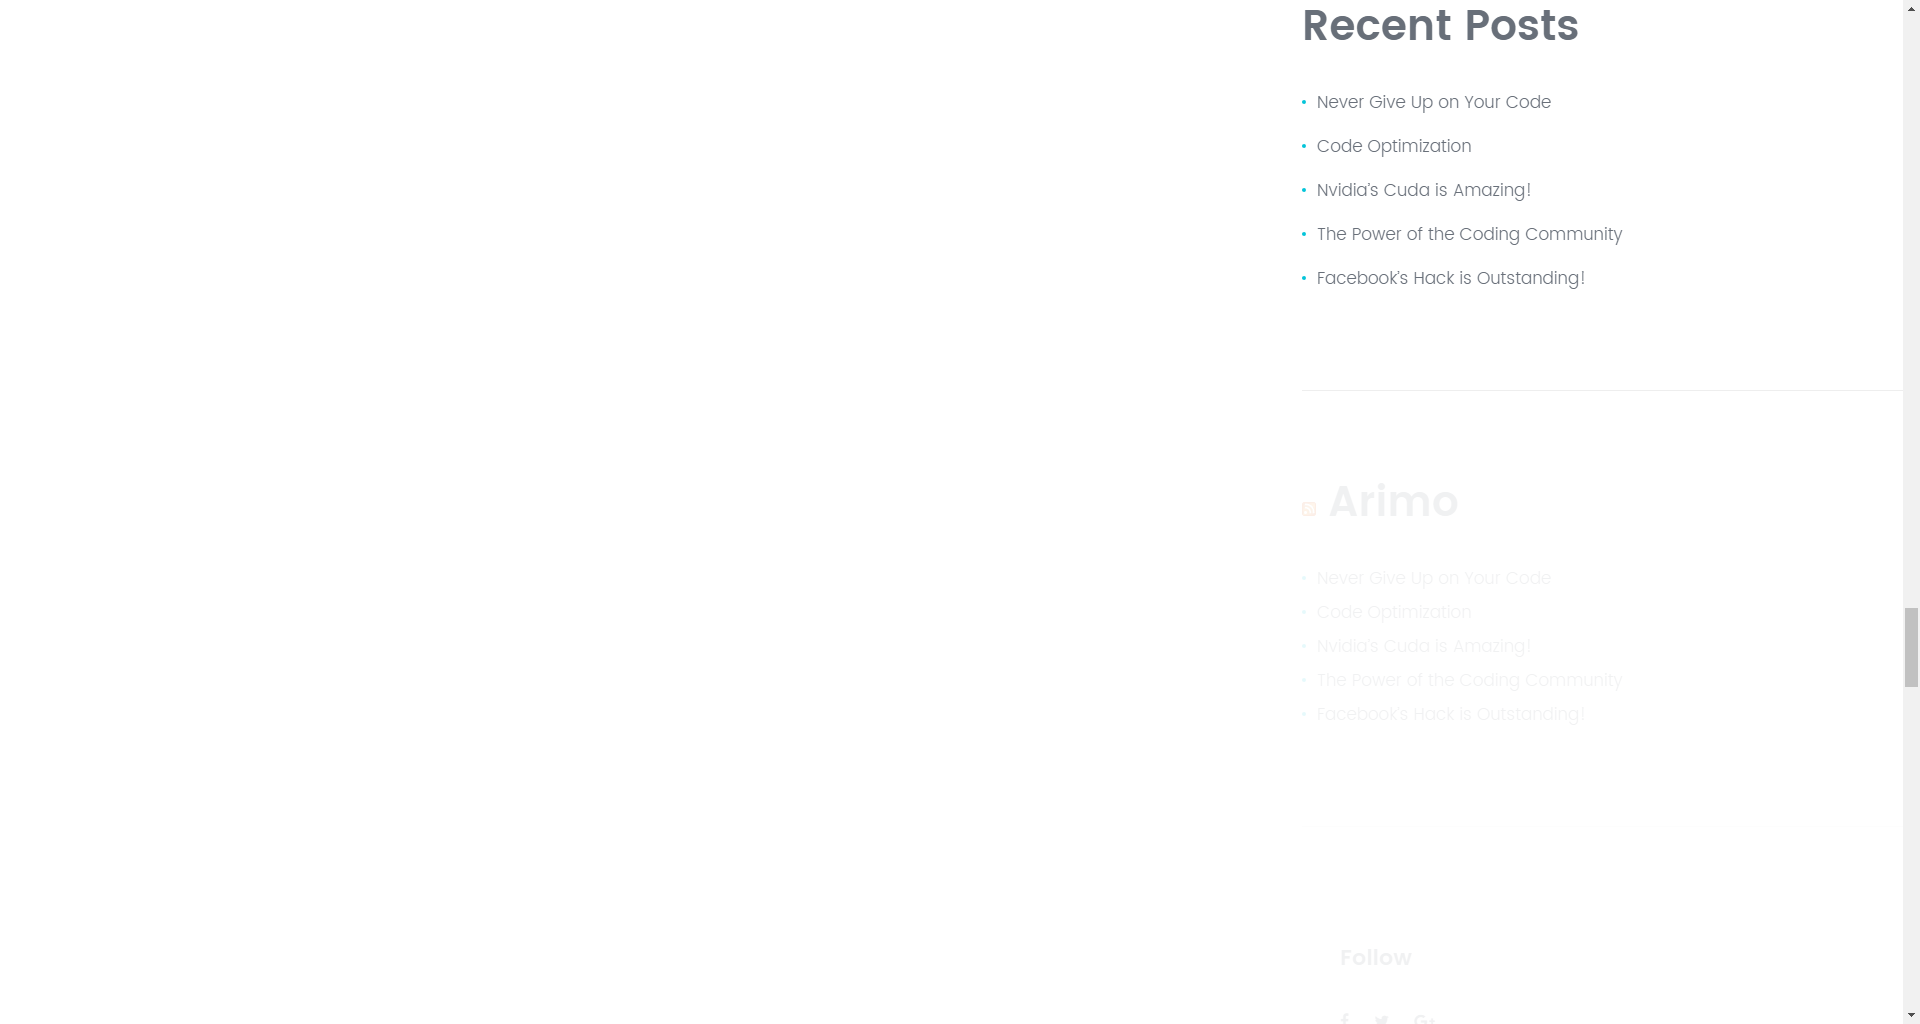 Recent Posts
Never Give Up on Your Code
Code Optimization
Nvidia’s Cuda is Amazing!
The Power of the Coding Community
Facebook’s Hack is Outstanding!
Arimo
Never Give Up on Your Code
Code Optimization
Nvidia’s Cuda is Amazing!
The Power of the Coding Community
Facebook’s Hack is Outstanding!
Follow